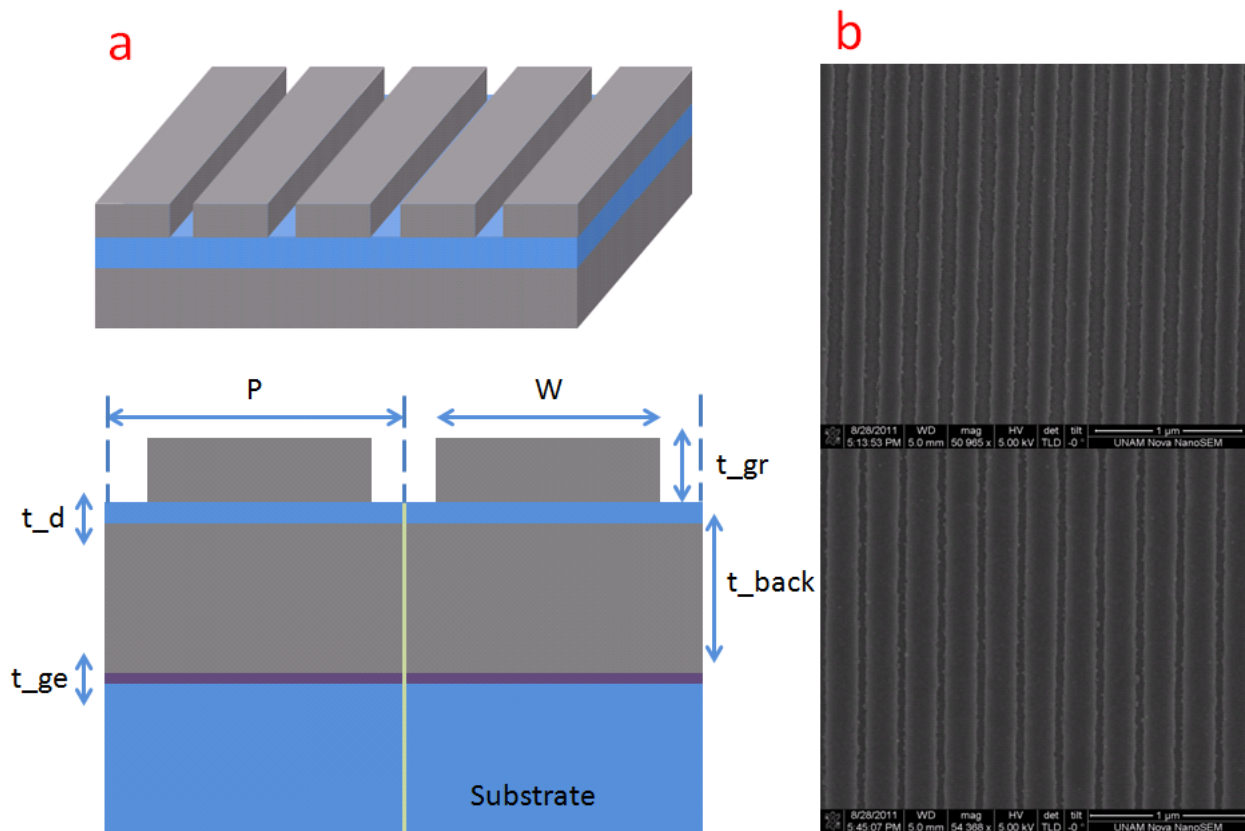 a
b
P
W
t_gr
t_d
t_back
t_ge
Substrate
8/28/2011 WD mag HV det tilt 1 µm
5:13:53 PM 5.0 mm 50 965 x 5.00 kV TLD -0 ° UNAM Nova NanoSEM
8/28/2011 WD mag HV det tilt 1 µm
5:45:07 PM 5.0 mm 54 368 x 5.00 kV TLD -0 ° UNAM Nova NanoSEM